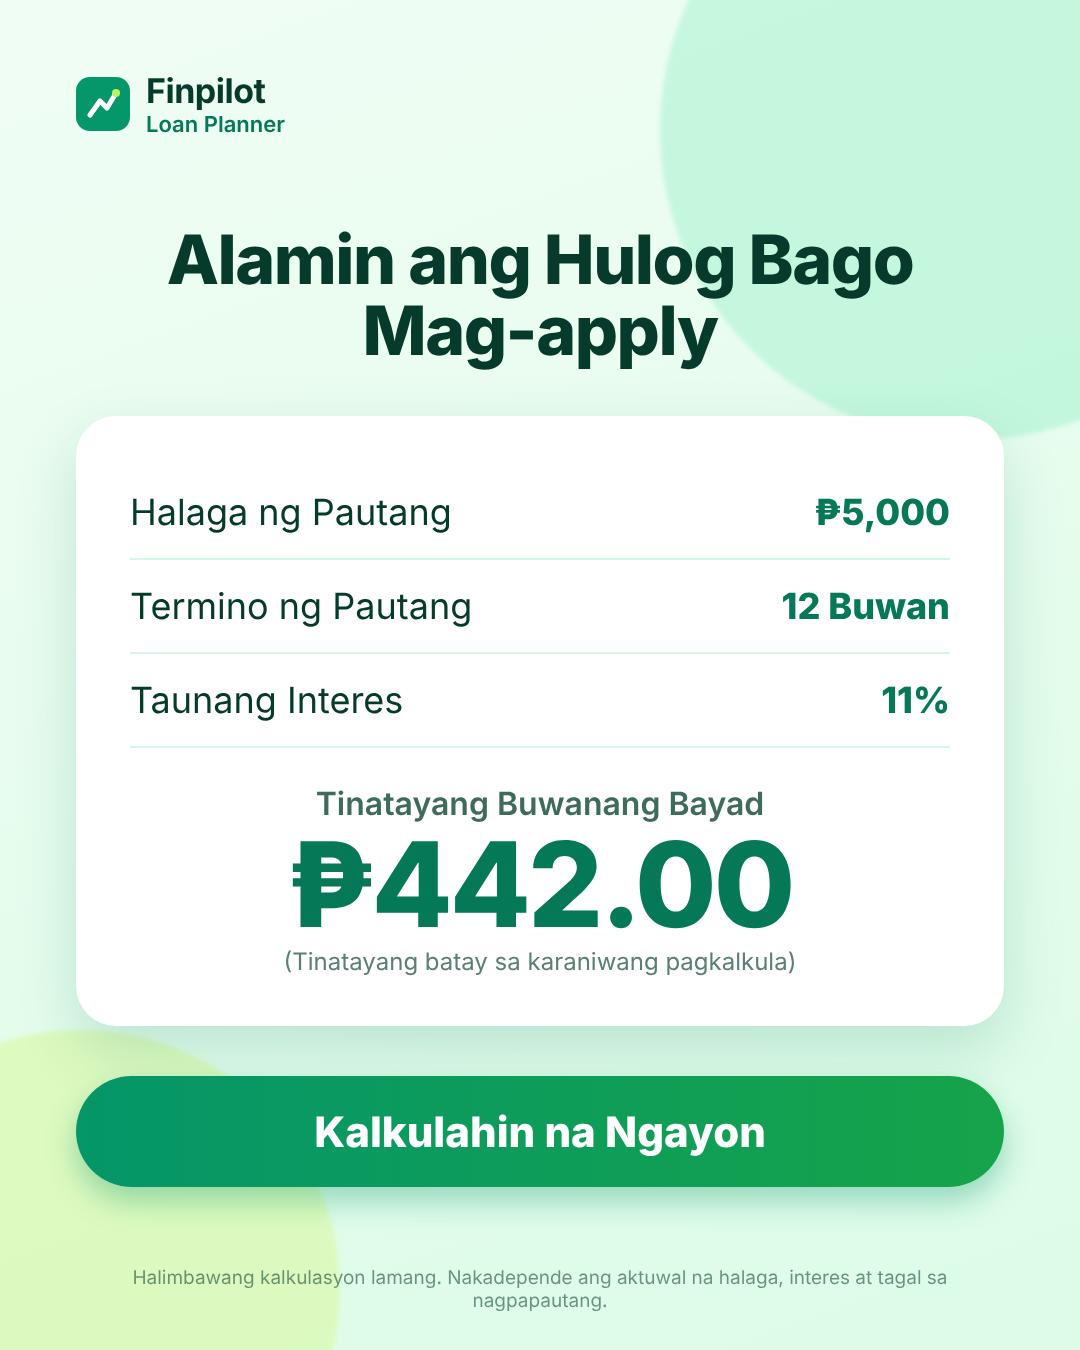 Finpilot
Loan Planner
Alamin ang Hulog Bago
Mag-apply
Halaga ng Pautang ₱5,000
Termino ng Pautang 12 Buwan
Taunang Interes 11%
Tinatayang Buwanang Bayad
₱442.00
(Tinatayang batay sa karaniwang pagkalkula)
Kalkulahin na Ngayon
Halimbawang kalkulasyon lamang. Nakadepende ang aktuwal na halaga, interes at tagal sa
nagpapautang.